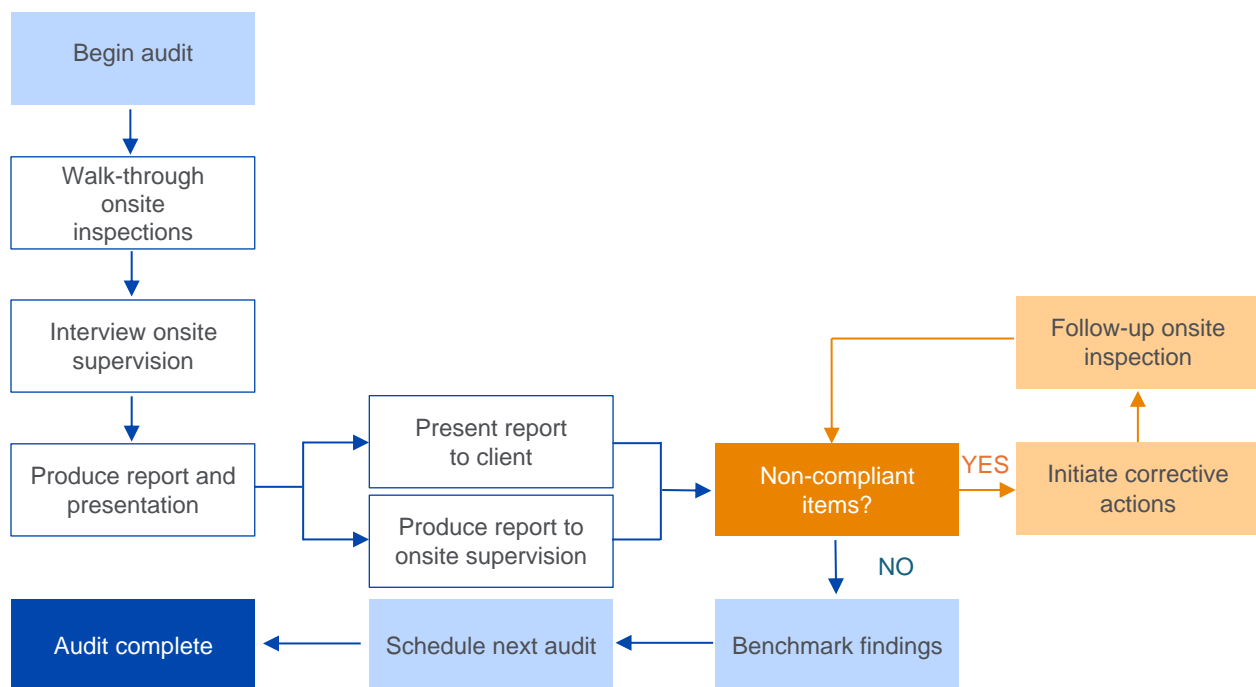 Begin audit
Walk-through
onsite
inspections
Interview onsite
supervision
Produce report and
presentation
Present report
to client
Produce report to
onsite supervision
Non-compliant
items?
YES
Initiate corrective
actions
Follow-up onsite
inspection
NO
Benchmark findings
Schedule next audit
Audit complete